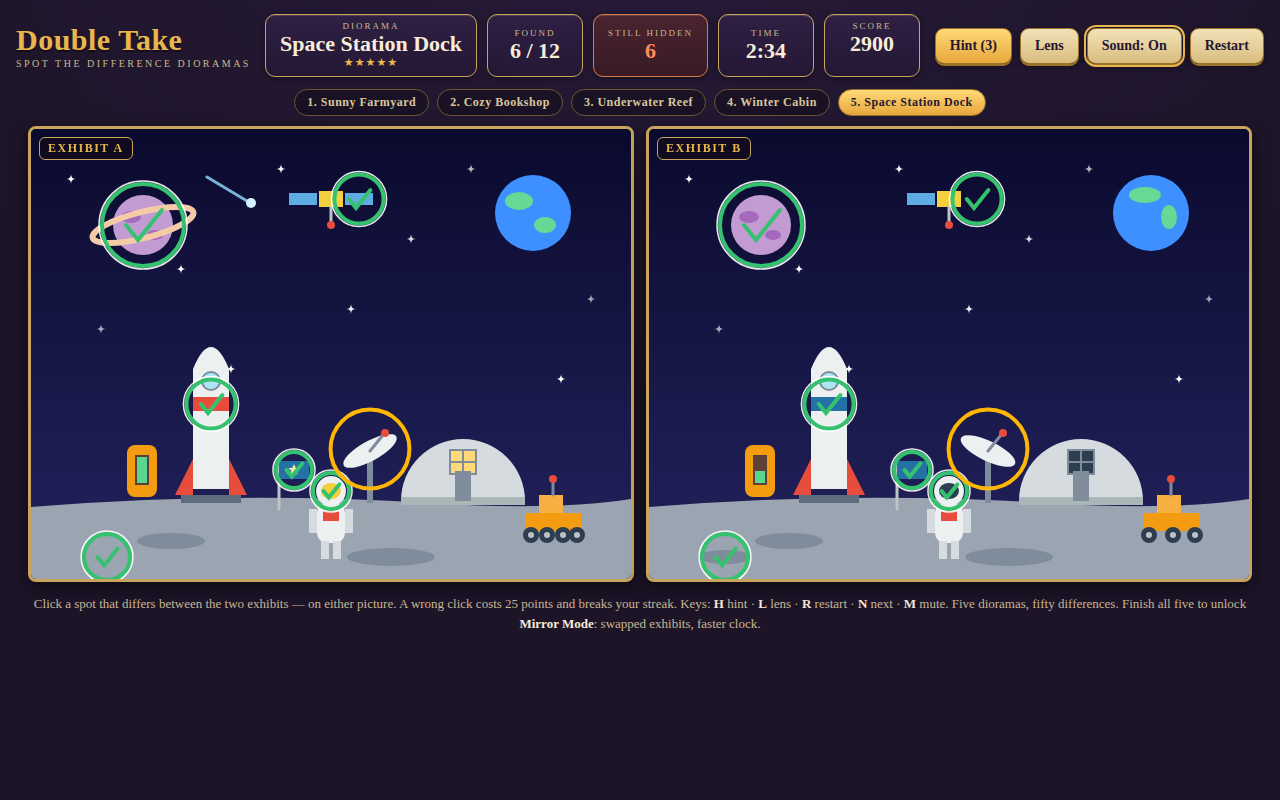 Double Take
SPOT THE DIFFERENCE DIORAMAS
DIORAMA
Space Station Dock
★★★★★
FOUND
6 / 12
STILL HIDDEN
6
TIME
2:34
SCORE
2900
Hint (3)
Lens
Sound: On
Restart
1. Sunny Farmyard
2. Cozy Bookshop
3. Underwater Reef
4. Winter Cabin
5. Space Station Dock
EXHIBIT A
EXHIBIT B
Click a spot that differs between the two exhibits — on either picture. A wrong click costs 25 points and breaks your streak. Keys: H hint · L lens · R restart · N next · M mute. Five dioramas, fifty differences. Finish all five to unlock
Mirror Mode: swapped exhibits, faster clock.